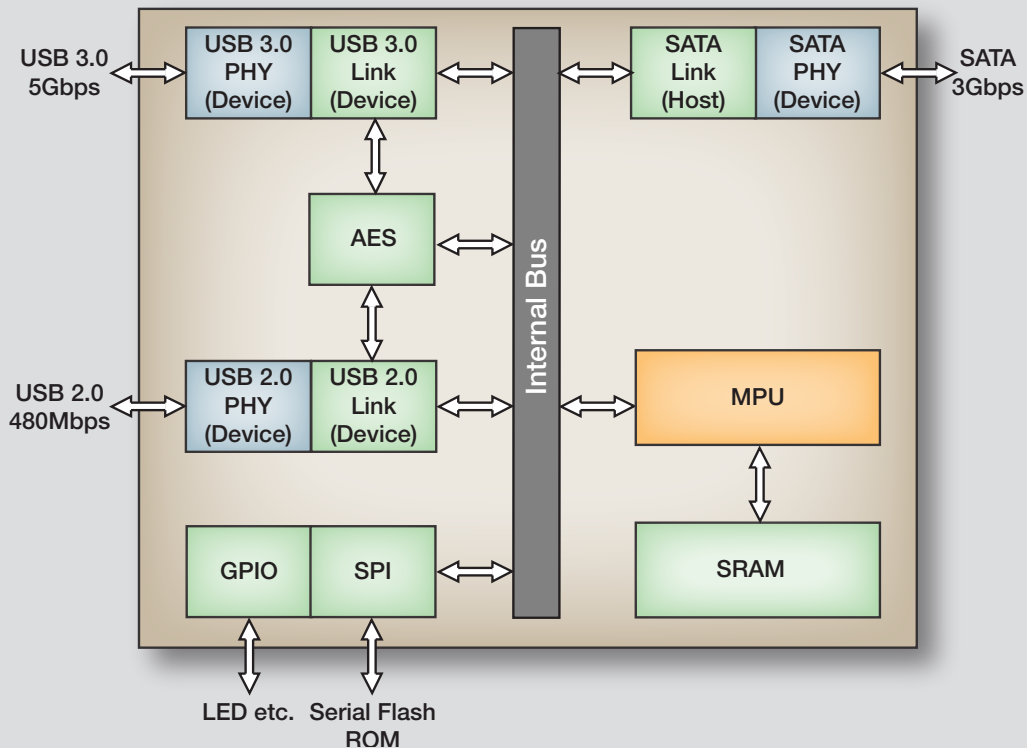 USB 3.0
5Gbps
USB 3.0
PHY
(Device)
USB 3.0
Link
(Device)
SATA
Link
(Host)
SATA
PHY
(Device)
SATA
3Gbps
AES
Internal Bus
USB 2.0
480Mbps
USB 2.0
PHY
(Device)
USB 2.0
Link
(Device)
MPU
GPIO
SPI
SRAM
LED etc.
Serial Flash
ROM